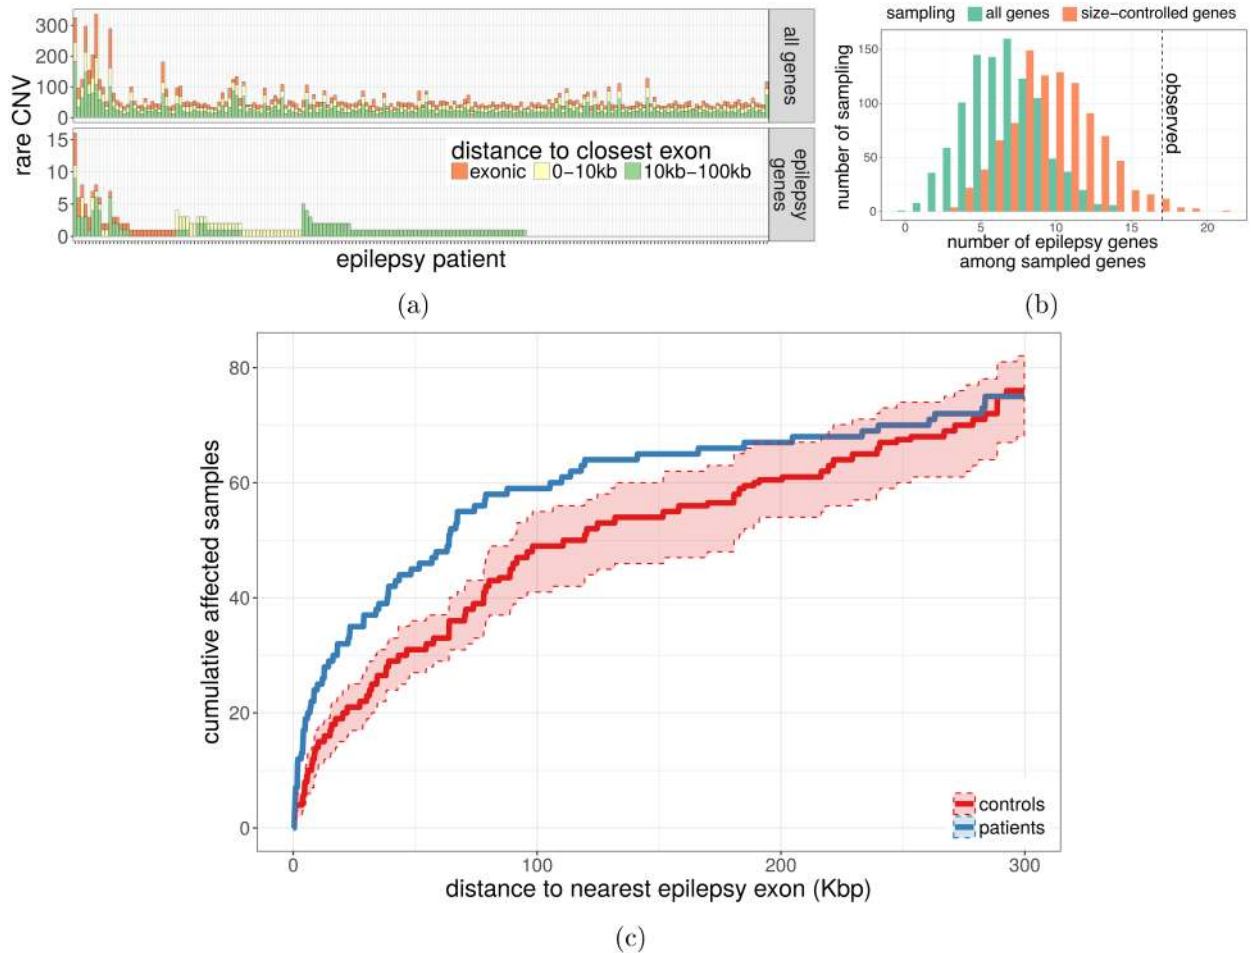 300
200
100
0
all genes
rare CNV
15
10
5
0
distance to closest exon
exonic 0−10kb 10kb−100kb
epilepsy
genes
epilepsy patient
(a)
sampling all genes size−controlled genes
150
100
50
0
number of sampling
observed
0 5 10 15 20
number of epilepsy genes
among sampled genes
(b)
80
60
40
20
0
cumulative affected samples
controls
patients
0 100 200 300
distance to nearest epilepsy exon (Kbp)
(c)